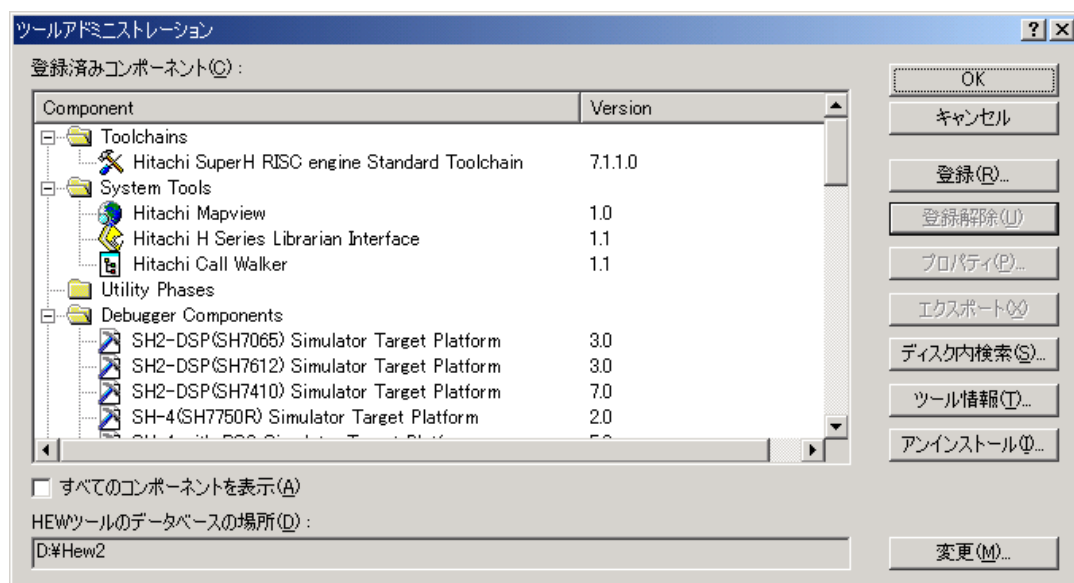 ツールアドミニストレーション
登録済みコンポーネント(C):
Component Version
Toolchains
Hitachi SuperH RISC engine Standard Toolchain 7.1.1.0
System Tools
Hitachi Mapview 1.0
Hitachi H Series Librarian Interface 1.1
Hitachi Call Walker 1.1
Utility Phases
Debugger Components
SH2-DSP(SH7065) Simulator Target Platform 3.0
SH2-DSP(SH7612) Simulator Target Platform 3.0
SH2-DSP(SH7410) Simulator Target Platform 7.0
SH-4(SH7750R) Simulator Target Platform 2.0
すべてのコンポーネントを表示(A)
HEWツールのデータベースの場所(D):
D:¥Hew2
OK
キャンセル
登録(R)...
登録解除(U)
プロパティ(P)...
エクスポート(X)
ディスク内検索(S)...
ツール情報(T)...
アンインストール(I)...
変更(M)...